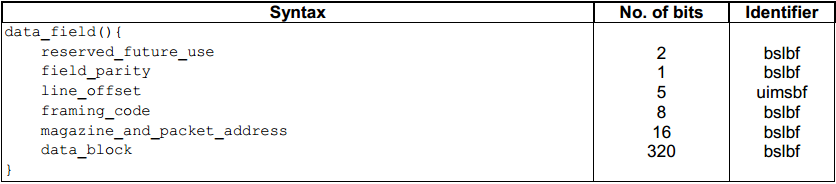 Syntax No. of bits Identifier
data_field(){
reserved_future_use 2 bslbf
field_parity 1 bslbf
line_offset 5 uimsbf
framing_code 8 bslbf
magazine_and_packet_address 16 bslbf
data_block 320 bslbf
}